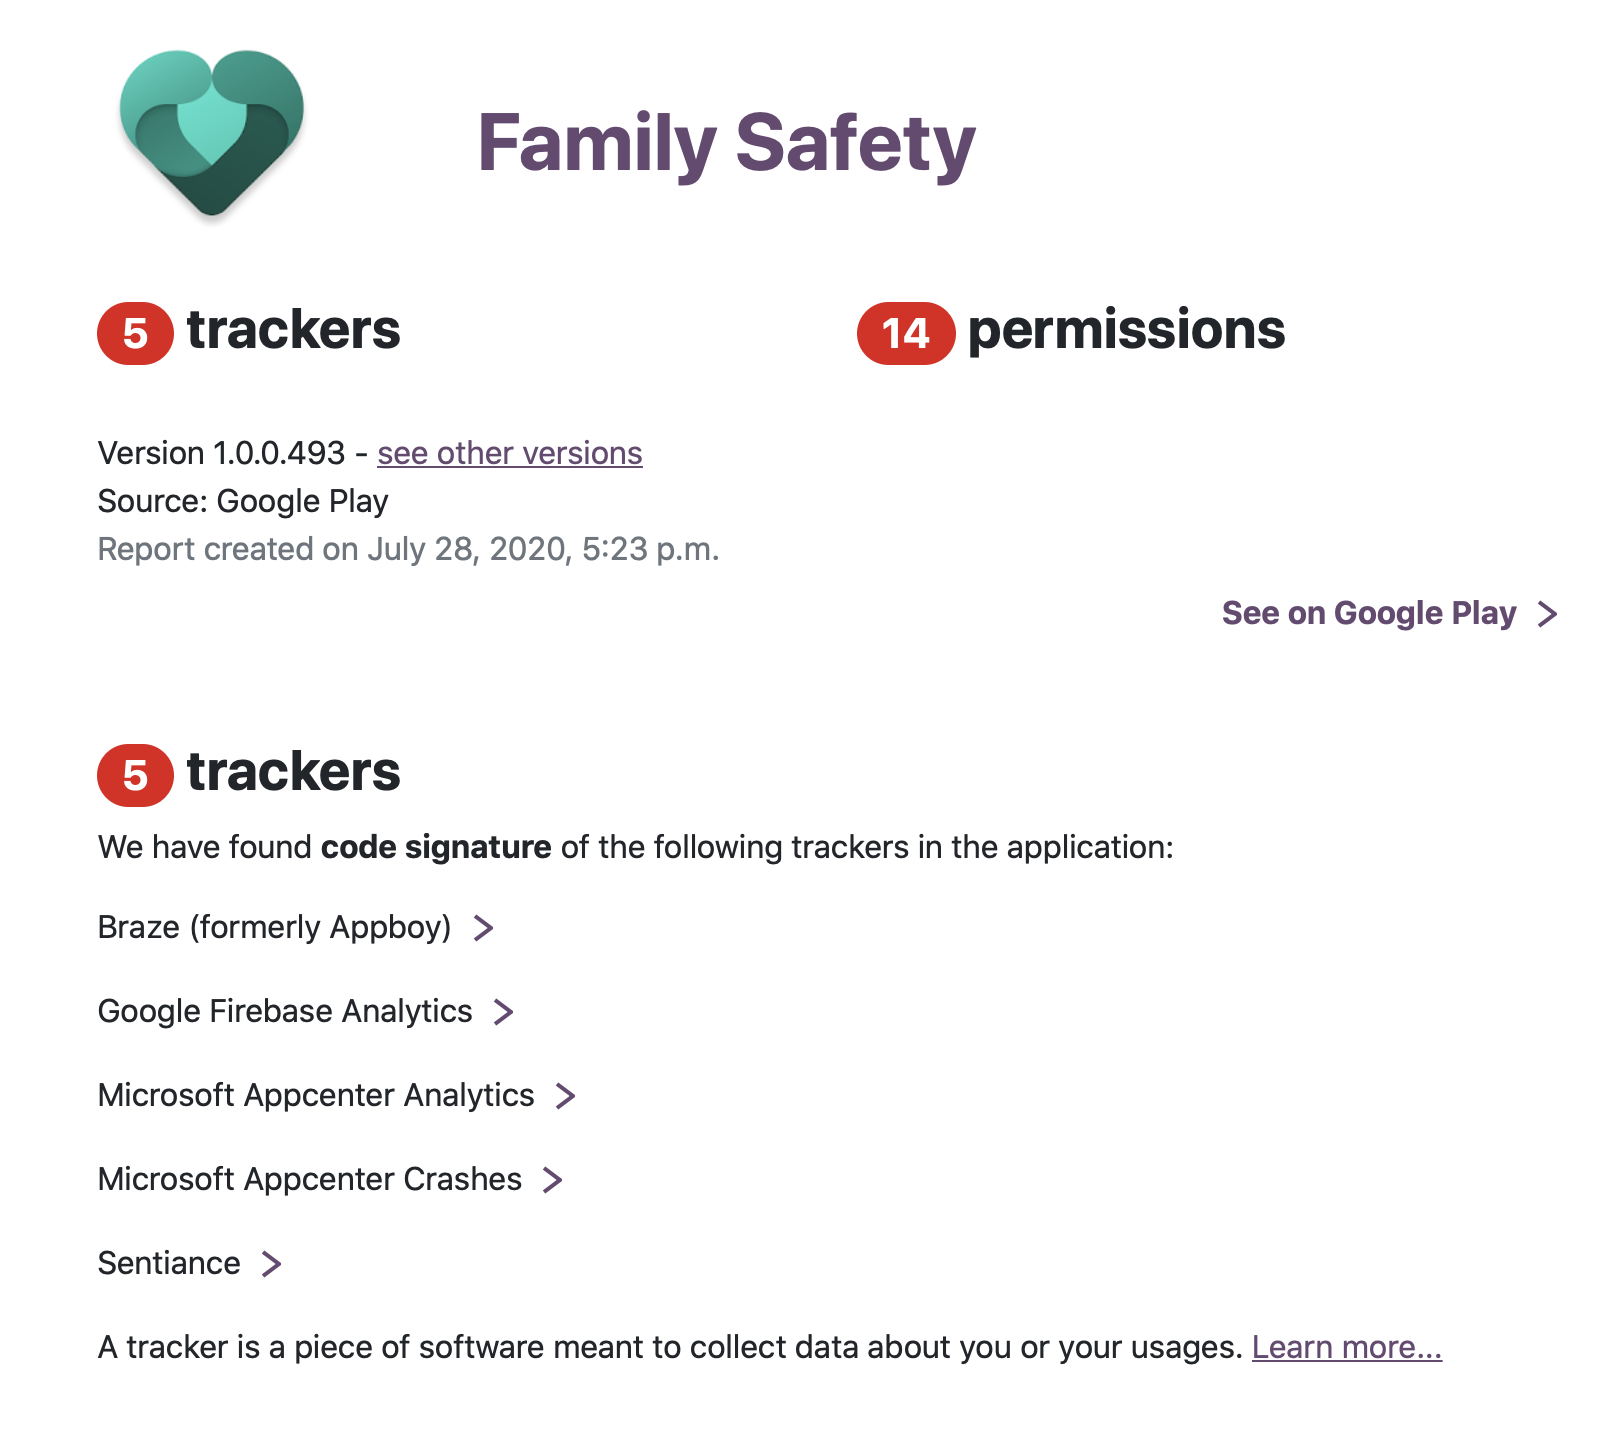 Family Safety
5 trackers
14 permissions
Version 1.0.0.493 - see other versions
Source: Google Play
Report created on July 28, 2020, 5:23 p.m.
See on Google Play
5 trackers
We have found code signature of the following trackers in the application:
Braze (formerly Appboy)
Google Firebase Analytics
Microsoft Appcenter Analytics
Microsoft Appcenter Crashes
Sentiance
A tracker is a piece of software meant to collect data about you or your usages. Learn more...